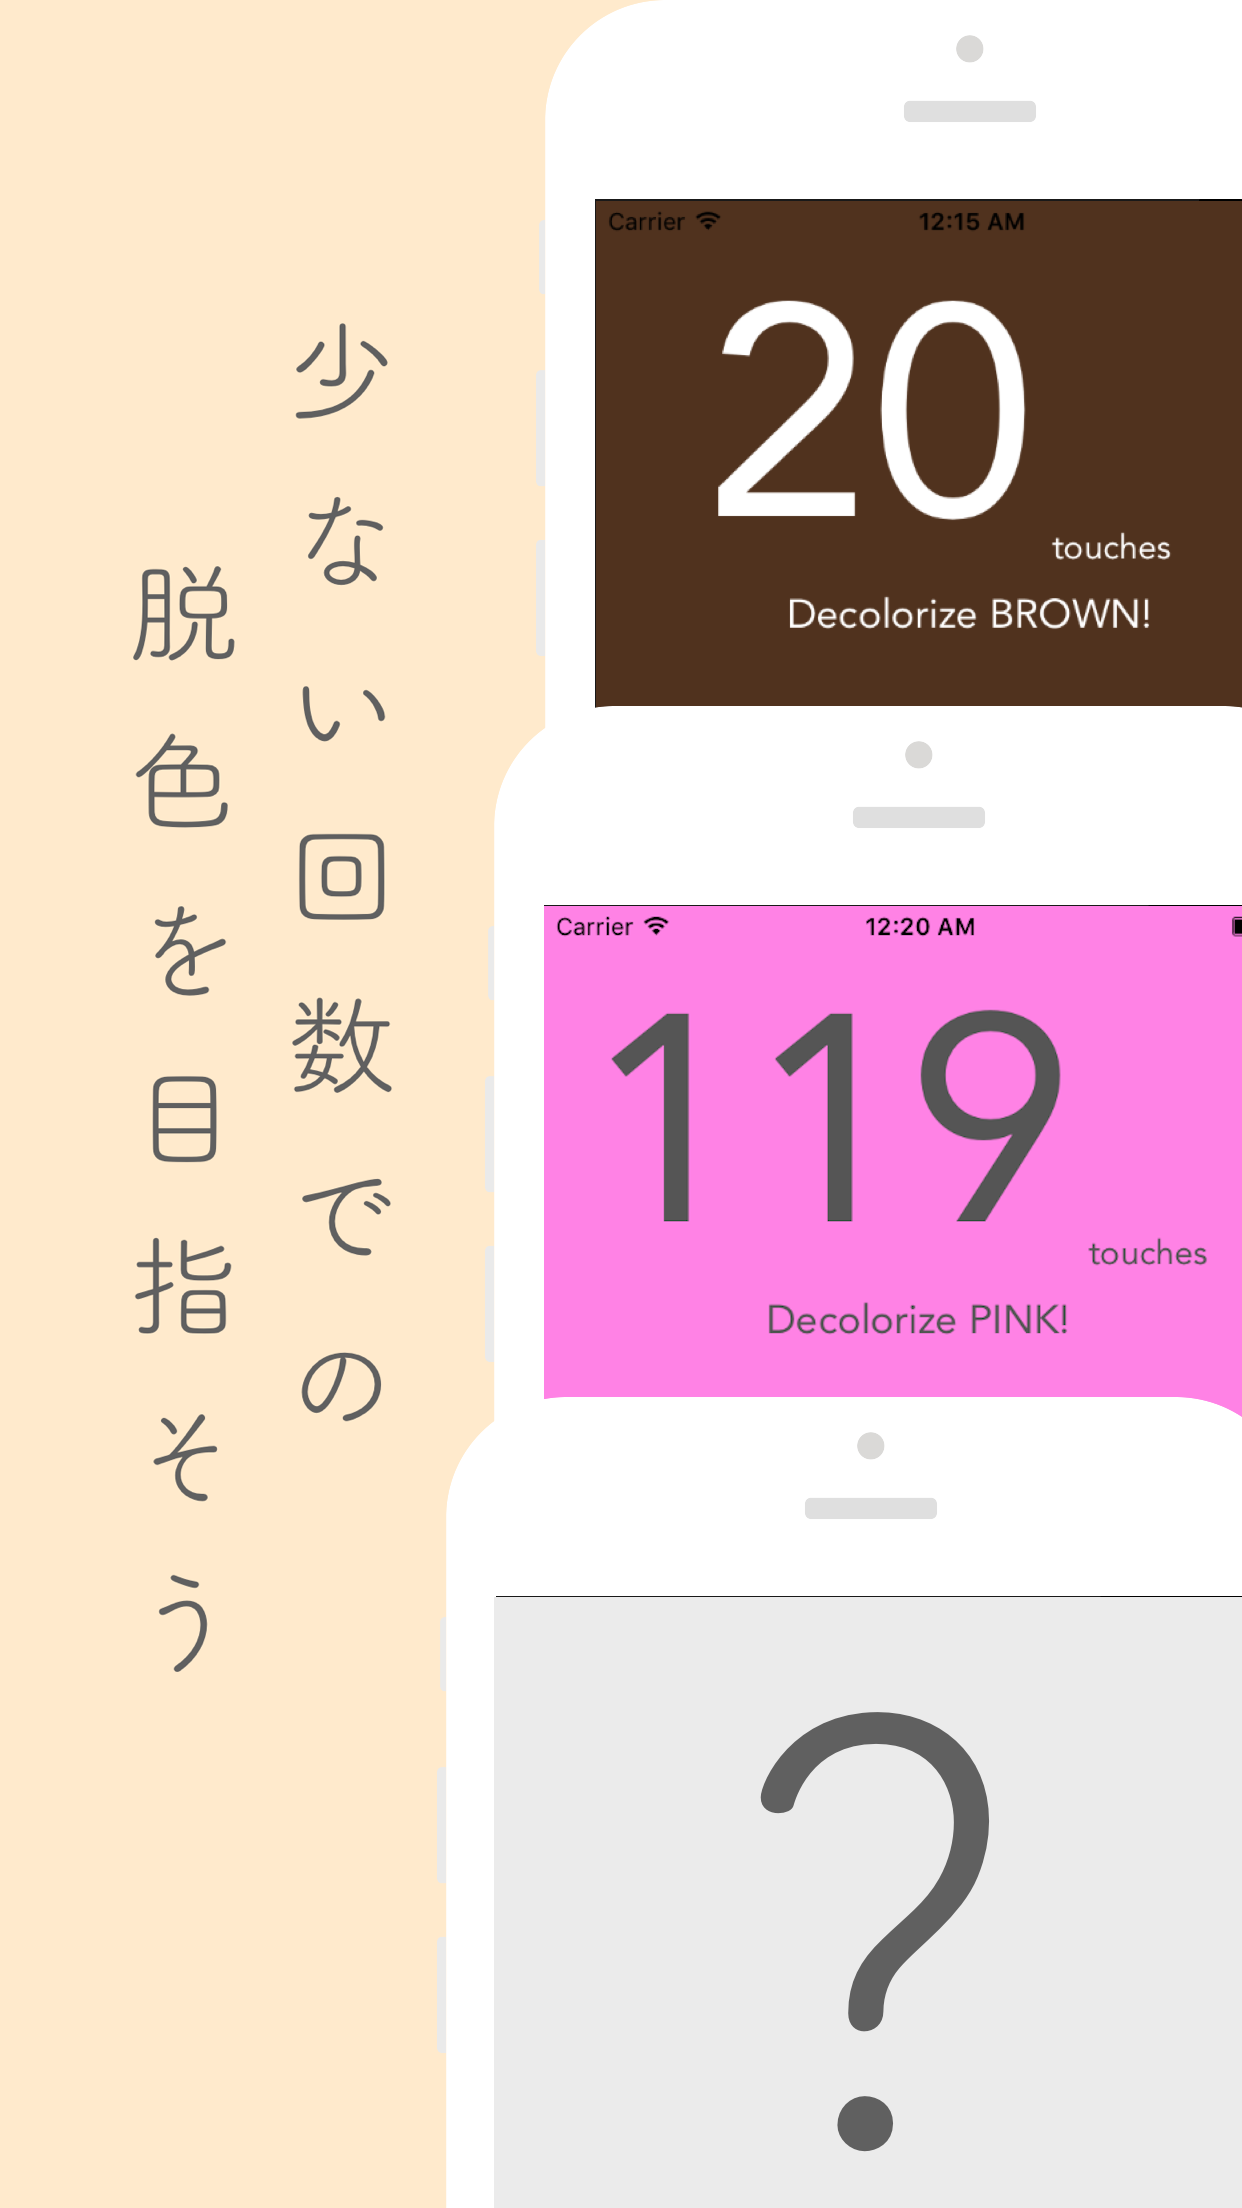 少ない回数での
脱色を目指そう
Carrier 12:15 AM
20
touches
Decolorize BROWN!
Carrier 12:20 AM
119
touches
Decolorize PINK!
?